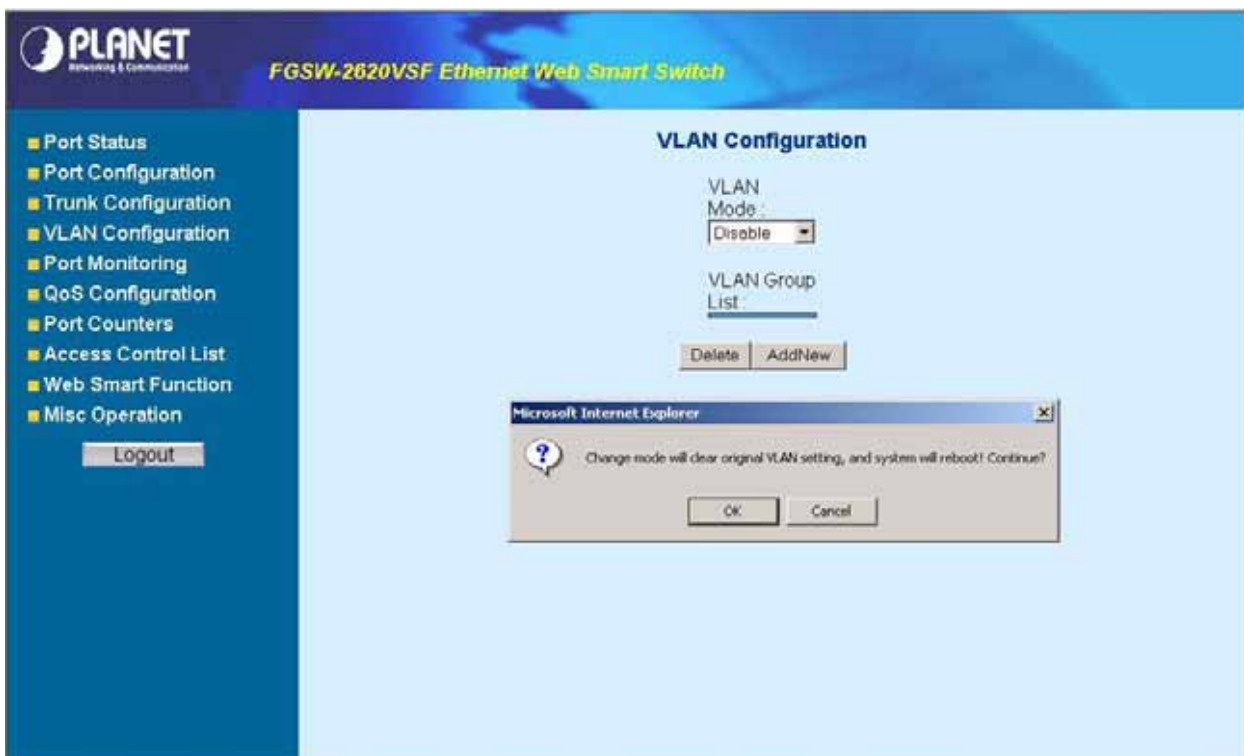 PLANET
Networking & Communication
FGSW-2620VSF Ethernet Web Smart Switch
Port Status
Port Configuration
Trunk Configuration
VLAN Configuration
Port Monitoring
QoS Configuration
Port Counters
Access Control List
Web Smart Function
Misc Operation
Logout
VLAN Configuration
VLAN
Mode :
Disable
VLAN Group
List :
Delete
AddNew
Microsoft Internet Explorer
Change mode will clear original VLAN setting, and system will reboot! Continue?
OK
Cancel